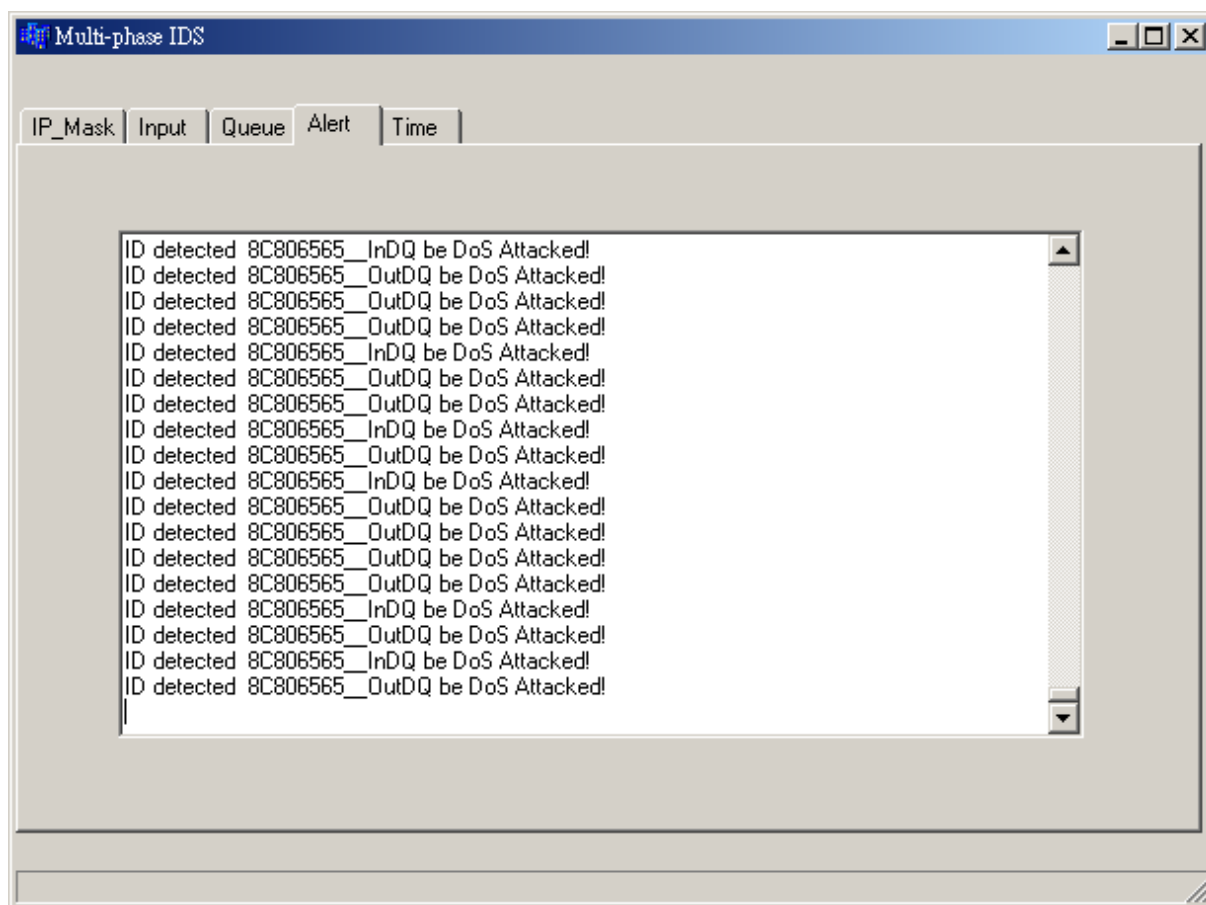 Multi-phase IDS
IP_Mask Input Queue Alert Time
ID detected 8C806565__InDQ be DoS Attacked!
ID detected 8C806565__OutDQ be DoS Attacked!
ID detected 8C806565__OutDQ be DoS Attacked!
ID detected 8C806565__OutDQ be DoS Attacked!
ID detected 8C806565__InDQ be DoS Attacked!
ID detected 8C806565__OutDQ be DoS Attacked!
ID detected 8C806565__OutDQ be DoS Attacked!
ID detected 8C806565__InDQ be DoS Attacked!
ID detected 8C806565__OutDQ be DoS Attacked!
ID detected 8C806565__InDQ be DoS Attacked!
ID detected 8C806565__OutDQ be DoS Attacked!
ID detected 8C806565__OutDQ be DoS Attacked!
ID detected 8C806565__OutDQ be DoS Attacked!
ID detected 8C806565__OutDQ be DoS Attacked!
ID detected 8C806565__InDQ be DoS Attacked!
ID detected 8C806565__OutDQ be DoS Attacked!
ID detected 8C806565__InDQ be DoS Attacked!
ID detected 8C806565__OutDQ be DoS Attacked!